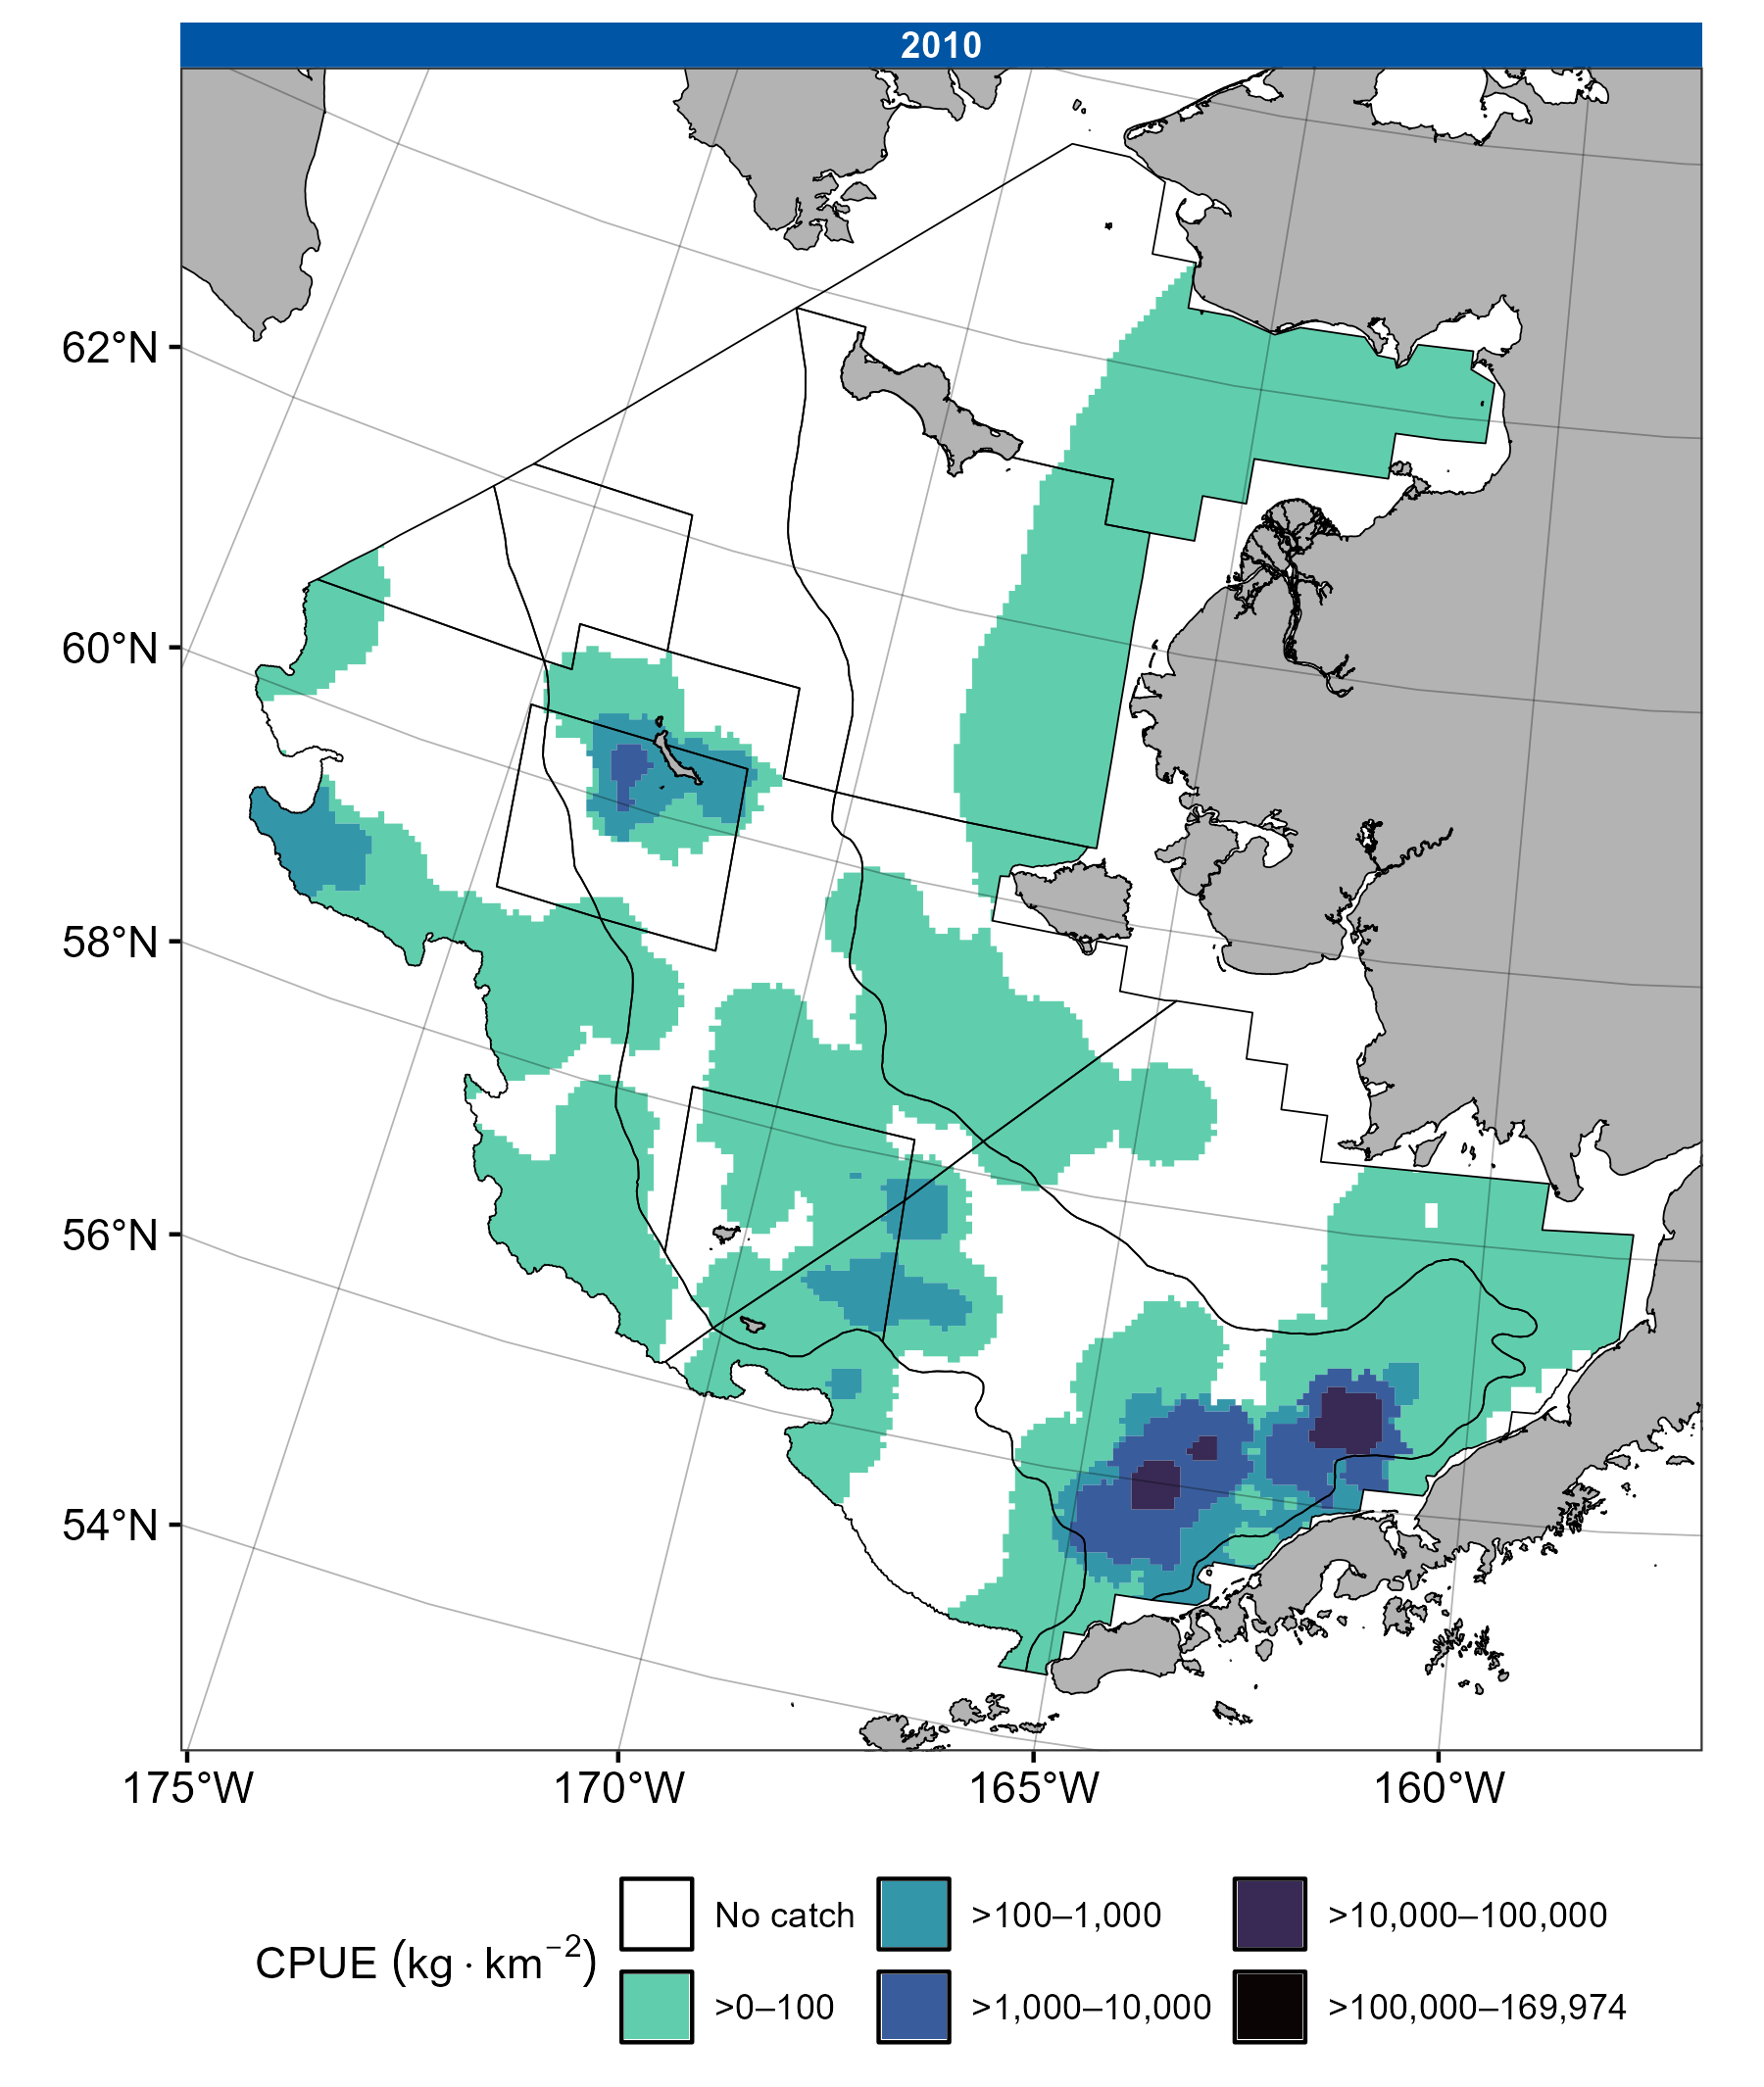 2010
62°N
60°N
58°N
56°N
54°N
175°W 170°W 165°W 160°W
CPUE (kg · km⁻²)
No catch >100–1,000 >10,000–100,000
>0–100 >1,000–10,000 >100,000–169,974